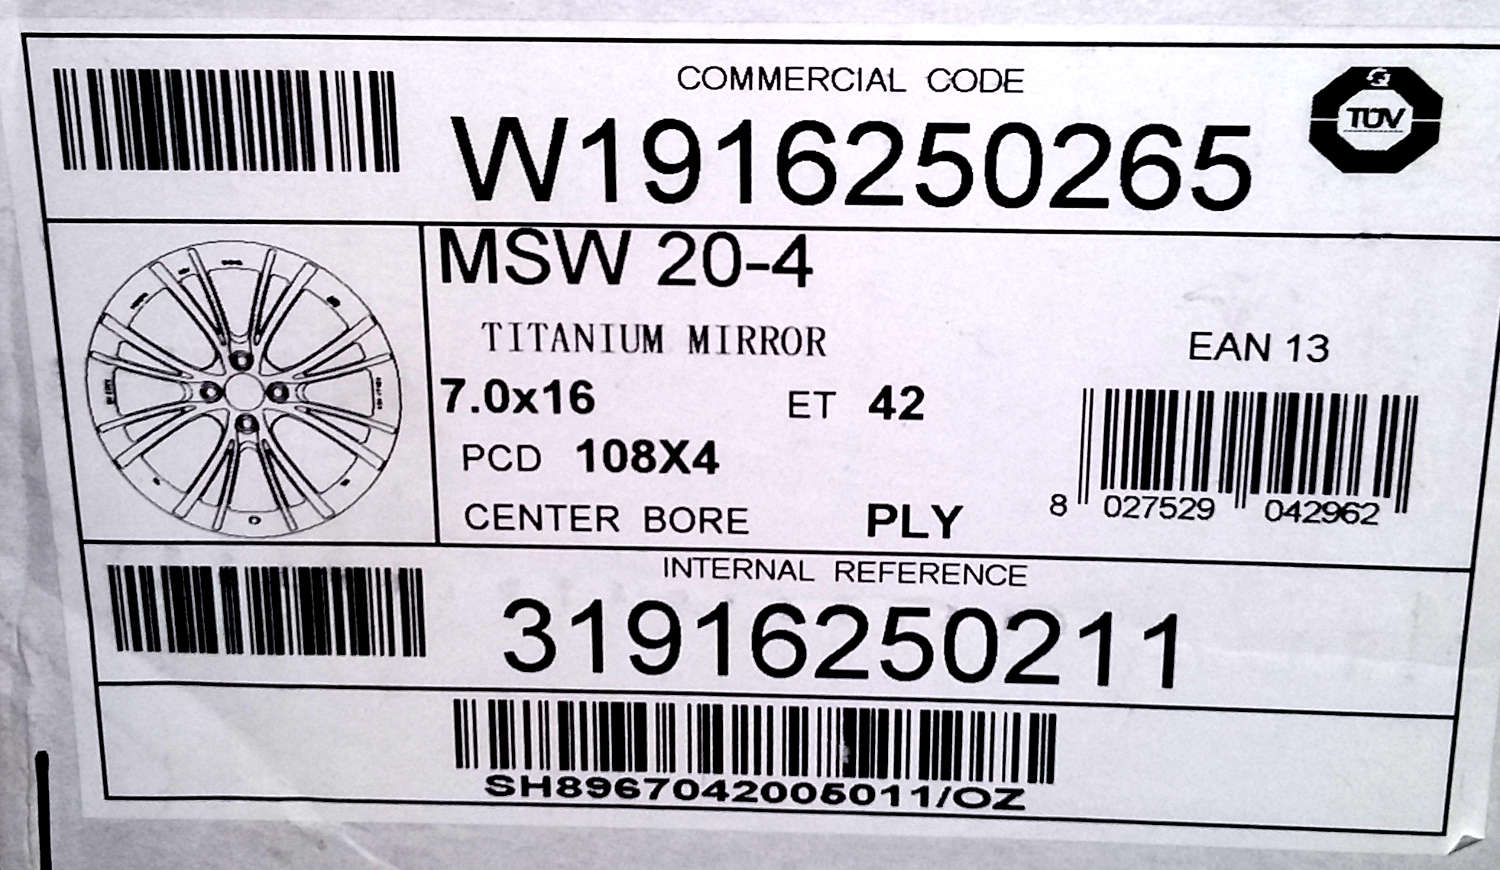 COMMERCIAL CODE
W1916250265
TÜV
MSW 20-4
TITANIUM MIRROR
7.0x16 ET 42
PCD 108X4
CENTER BORE PLY
EAN 13
8 027529 042962
INTERNAL REFERENCE
31916250211
SH8967042005011/OZ